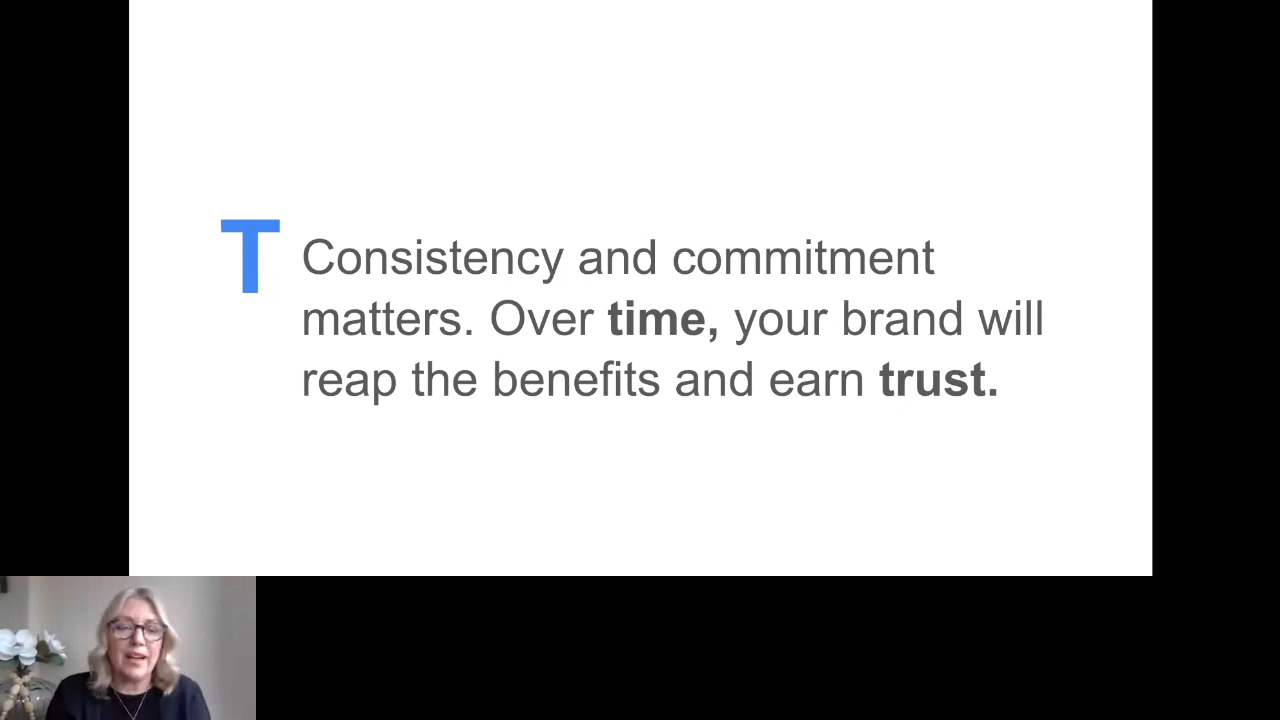 T
Consistency and commitment
matters. Over time, your brand will
reap the benefits and earn trust.